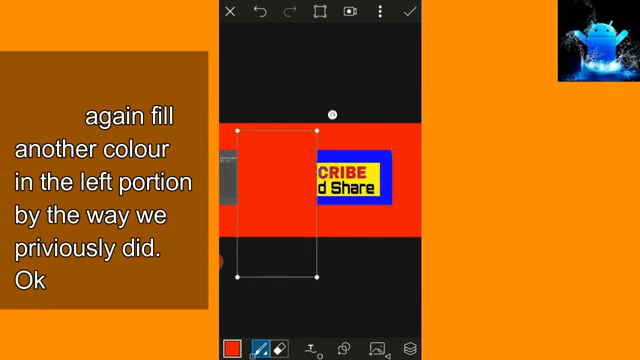 again fill
another colour
in the left portion
by the way we
priviously did.
Ok
CRIBE
d Share